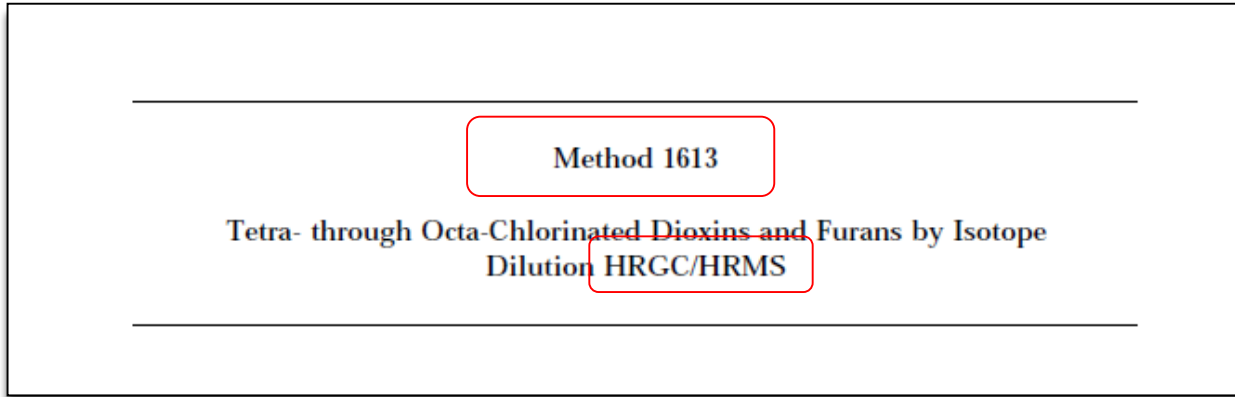 Method 1613
Tetra- through Octa-Chlorinated Dioxins and Furans by Isotope
Dilution HRGC/HRMS